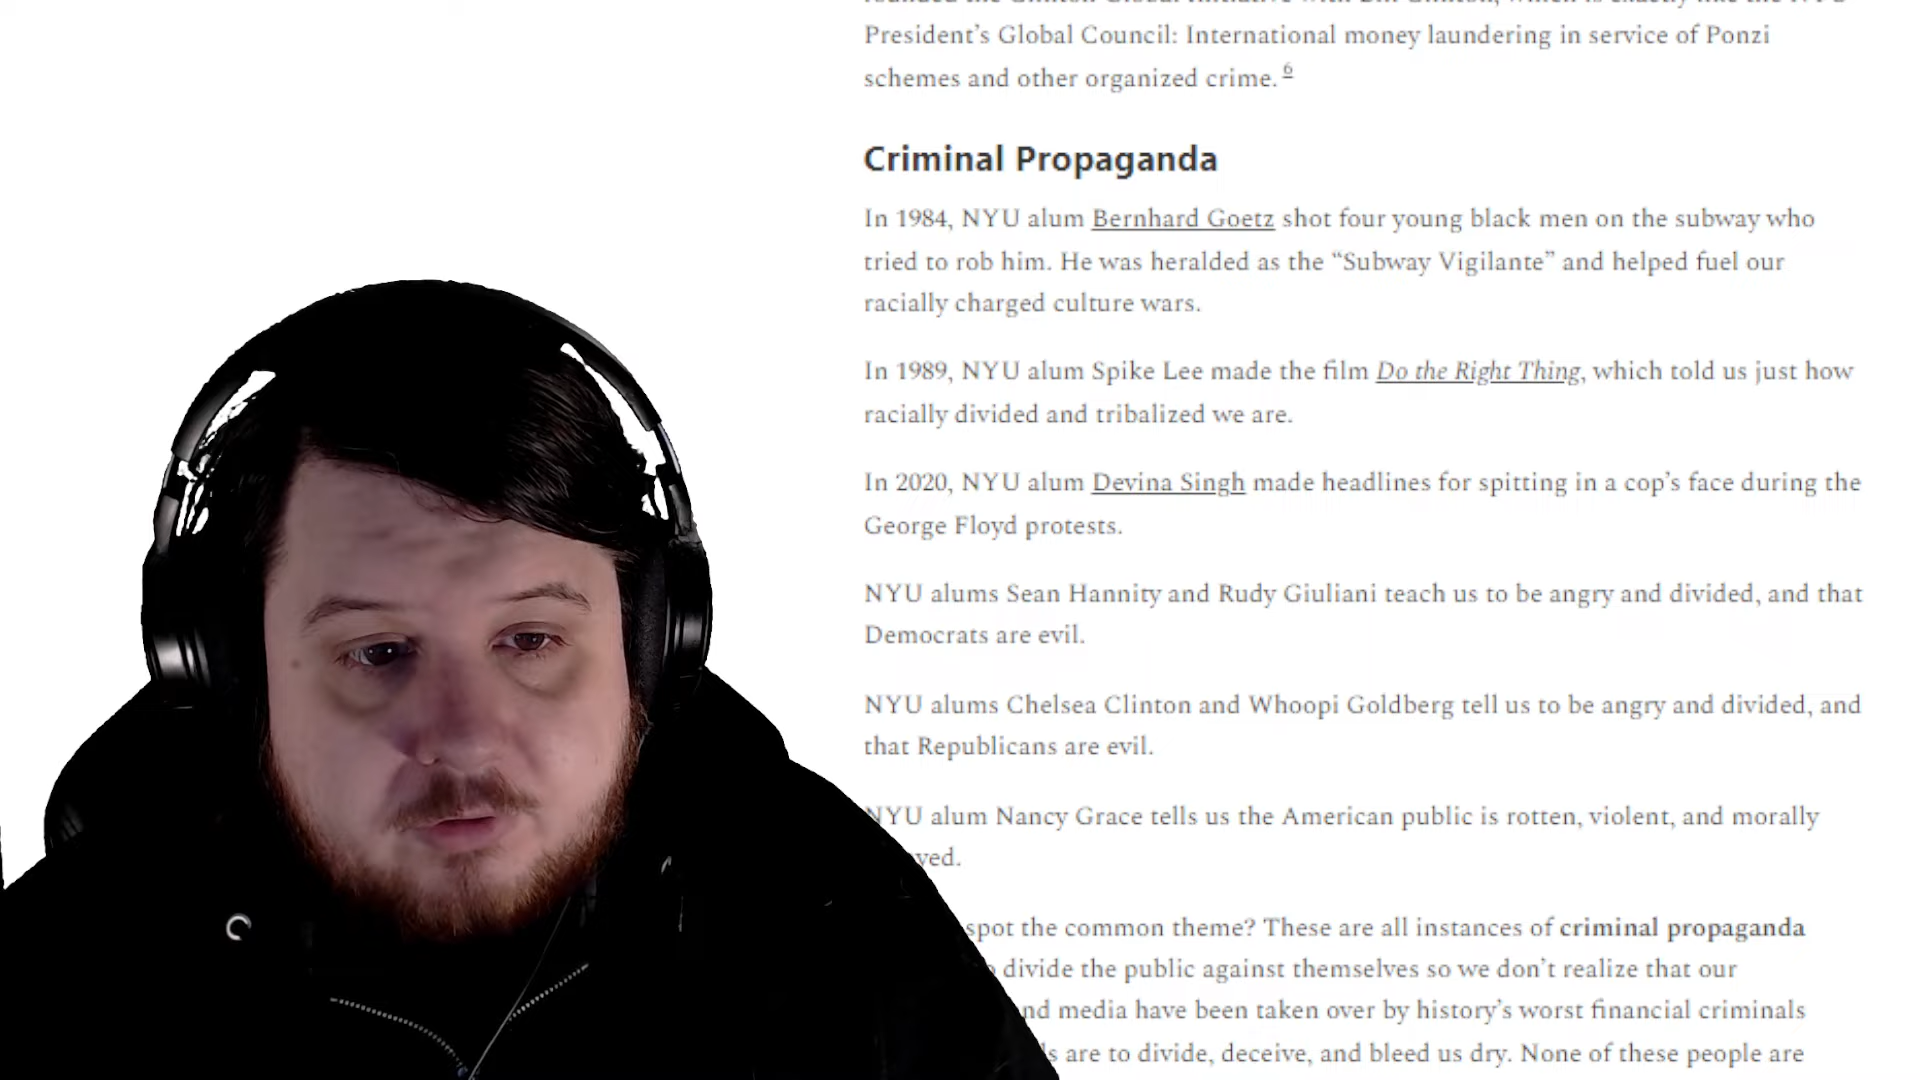 President’s Global Council: International money laundering in service of Ponzi
schemes and other organized crime. 6
Criminal Propaganda
In 1984, NYU alum Bernhard Goetz shot four young black men on the subway who
tried to rob him. He was heralded as the “Subway Vigilante” and helped fuel our
racially charged culture wars.
In 1989, NYU alum Spike Lee made the film Do the Right Thing, which told us just how
racially divided and tribalized we are.
In 2020, NYU alum Devina Singh made headlines for spitting in a cop’s face during the
George Floyd protests.
NYU alums Sean Hannity and Rudy Giuliani teach us to be angry and divided, and that
Democrats are evil.
NYU alums Chelsea Clinton and Whoopi Goldberg tell us to be angry and divided, and
that Republicans are evil.
NYU alum Nancy Grace tells us the American public is rotten, violent, and morally
spot the common theme? These are all instances of criminal propaganda
divide the public against themselves so we don’t realize that our
media have been taken over by history’s worst financial criminals
are to divide, deceive, and bleed us dry. None of these people are